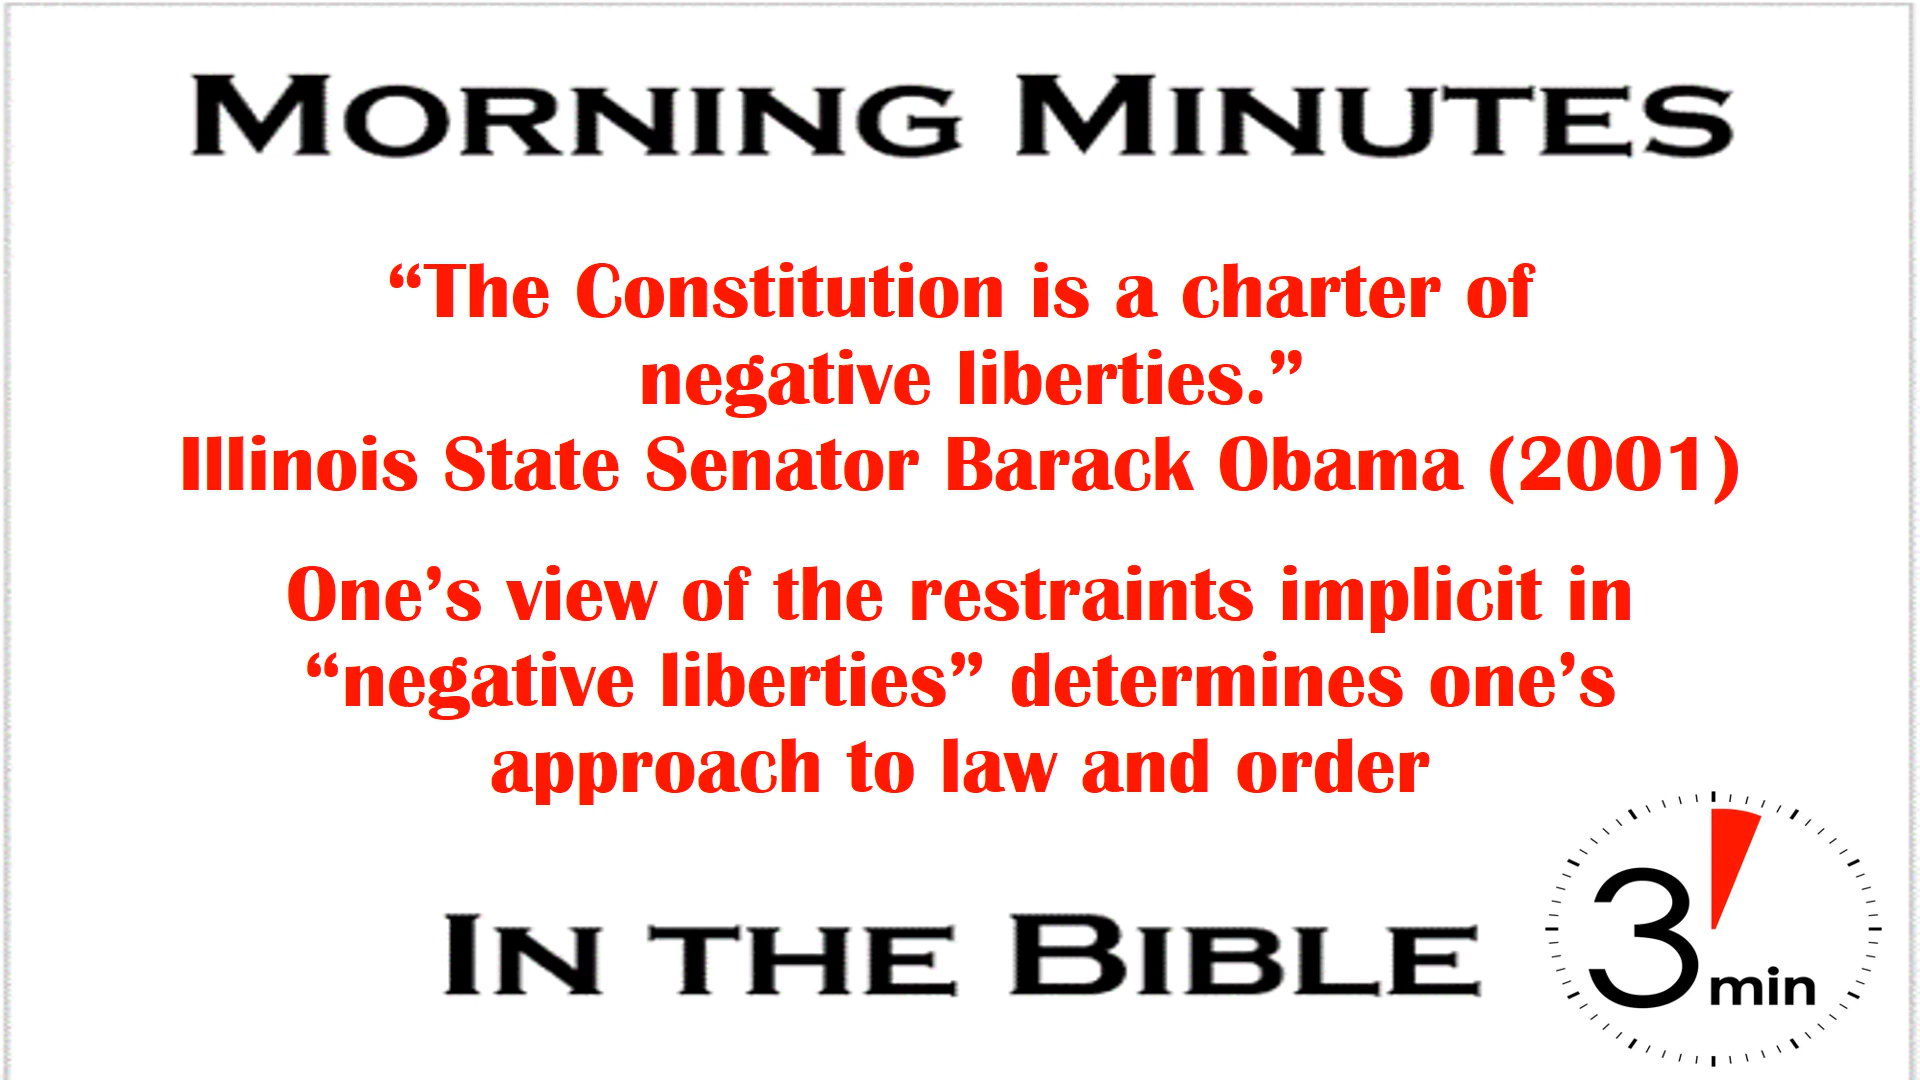 MORNING MINUTES
“The Constitution is a charter of
negative liberties.”
Illinois State Senator Barack Obama (2001)
One’s view of the restraints implicit in
“negative liberties” determines one’s
approach to law and order
IN THE BIBLE
3 min